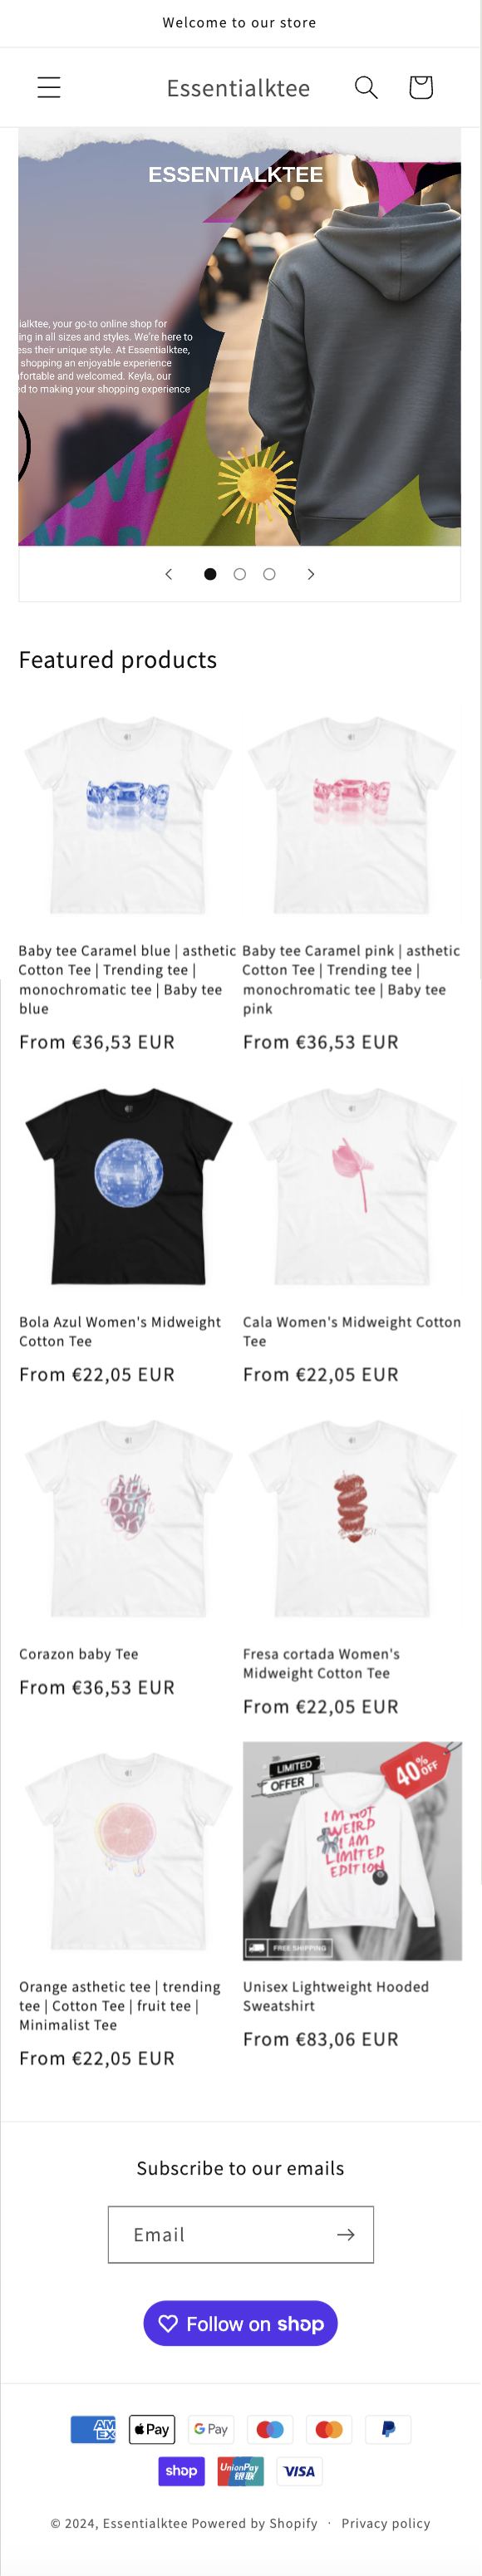 Welcome to our store
Essentialktee
ESSENTIALKTEE
ialktee, your go-to online shop for
ing in all sizes and styles. We're here to
ess their unique style. At Essentialktee,
shopping an enjoyable experience
fortable and welcomed. Keyla, our
ed to making your shopping experience
Featured products
Baby tee Caramel blue | asthetic
Cotton Tee | Trending tee |
monochromatic tee | Baby tee
blue
From €36,53 EUR
Baby tee Caramel pink | asthetic
Cotton Tee | Trending tee |
monochromatic tee | Baby tee
pink
From €36,53 EUR
Bola Azul Women's Midweight
Cotton Tee
From €22,05 EUR
Cala Women's Midweight Cotton
Tee
From €22,05 EUR
Don't
Corazon baby Tee
From €36,53 EUR
Fresa cortada Women's
Midweight Cotton Tee
From €22,05 EUR
Orange asthetic tee | trending
tee | Cotton Tee | fruit tee |
Minimalist Tee
From €22,05 EUR
LIMITED
OFFER
40%
OFF
I'M NOT
WEIRD
I AM
LIMITED
EDITION
FREE SHIPPING
Unisex Lightweight Hooded
Sweatshirt
From €83,06 EUR
Subscribe to our emails
Email
Follow on shop
AM
EX
Pay
G Pay
shop
UnionPay
银联
VISA
© 2024, Essentialktee Powered by Shopify · Privacy policy